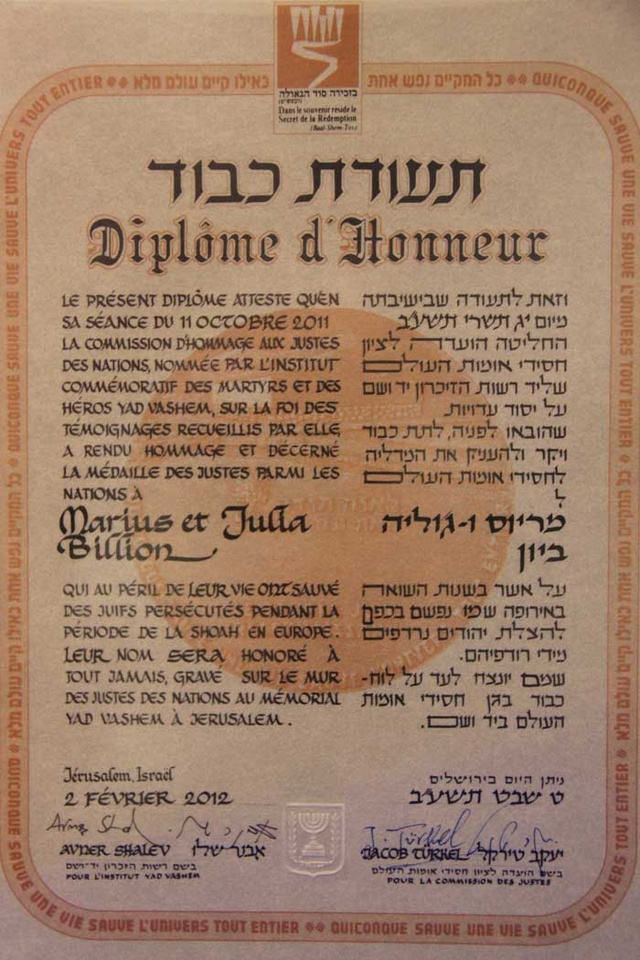 בזכירה סוד הגאולה
Dans le souvenir réside le
Secret de la Rédemption
(Baal-Shem-Tov)
כל המקיים נפש אחת ** QUICONQUE SAUVE UNE VIE SAUVE L'UNIVERS TOUT ENTIER ** כאילו קיים עולם מלא
תעודת כבוד
Diplôme d'Honneur
LE PRÉSENT DIPLÔME ATTESTE QU'EN
SA SÉANCE DU 11 OCTOBRE 2011
LA COMMISSION D'HOMMAGE AUX JUSTES
DES NATIONS, NOMMÉE PAR L'INSTITUT
COMMÉMORATIF DES MARTYRS ET DES
HÉROS YAD VASHEM, SUR LA FOI DES
TÉMOIGNAGES RECUEILLIS PAR ELLE,
A RENDU HOMMAGE ET DÉCERNÉ
LA MÉDAILLE DES JUSTES PARMI LES
NATIONS À
Marius et Julia
Billion
QUI AU PÉRIL DE LEUR VIE ONT SAUVÉ
DES JUIFS PERSÉCUTÉS PENDANT LA
PÉRIODE DE LA SHOAH EN EUROPE.
LEUR NOM SERA HONORÉ À
TOUT JAMAIS, GRAVÉ SUR LE MUR
DES JUSTES DES NATIONS AU MÉMORIAL
YAD VASHEM À JERUSALEM.
וזאת לתעודה שבישיבתה
מיום יג תשרי תשע"ב
החליטה הועדה לציון
חסידי אומות העולם
שליד רשות הזיכרון יד ושם
על יסוד עדויות
שהובאו לפניה, לתת כבוד
ויקר ולהעניק את המדליה
לחסידי אומות העולם
ל
מריוס ו-ג'וליה
ביון
על אשר בשנות השואה
באירופה שמו נפשם בכפם
להצלת יהודים נרדפים
מידי רודפיהם.
שמם יונצח לעד על לוח-
כבוד בגן חסידי אומות
העולם ביד ושם.
Jérusalem, Israël
2 FÉVRIER 2012
ניתן היום בירושלים
ט שבט תשע"ב
AVNER SHALEV אבנר שלו
בשם רשות הזיכרון יד-ושם
POUR L'INSTITUT YAD VASHEM
JACOB TÜRKEL יעקב טירקל
בשם הועדה לציון חסידי אומות העולם
POUR LA COMMISSION DES JUSTES